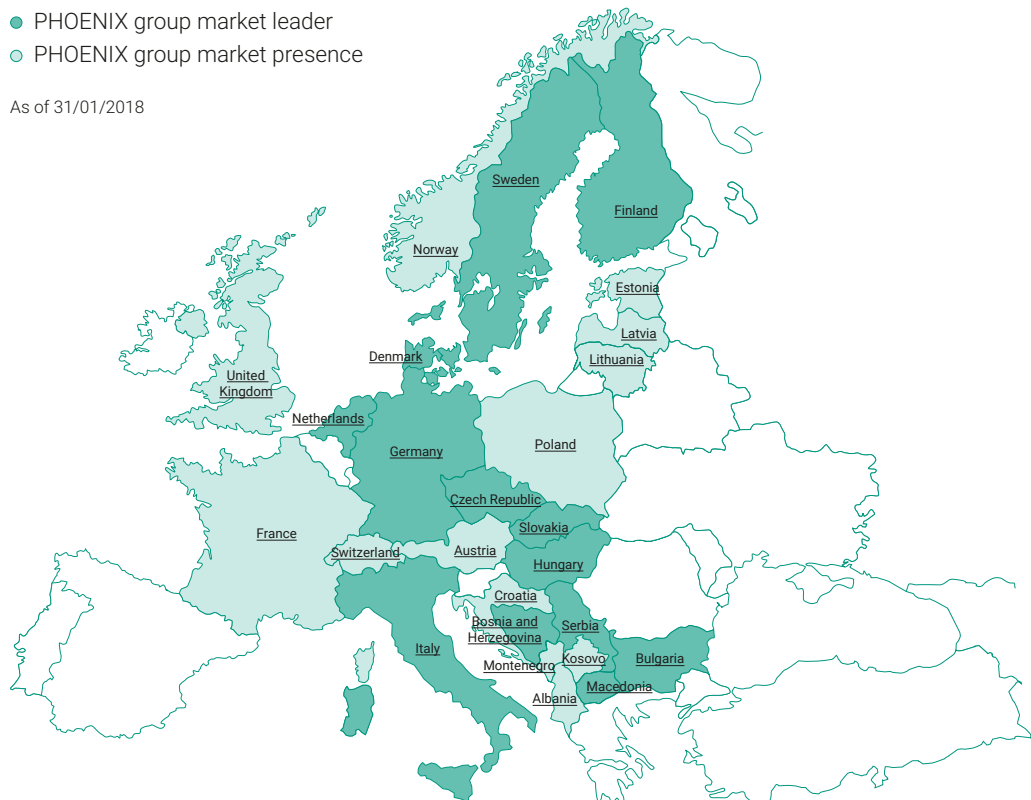 PHOENIX group market leader
PHOENIX group market presence
As of 31/01/2018
Sweden
Finland
Norway
Estonia
Latvia
Denmark
Lithuania
United
Kingdom
Netherlands
Poland
Germany
Czech Republic
Slovakia
France
Switzerland
Austria
Hungary
Croatia
Bosnia and
Herzegovina
Serbia
Italy
Kosovo
Bulgaria
Montenegro
Macedonia
Albania